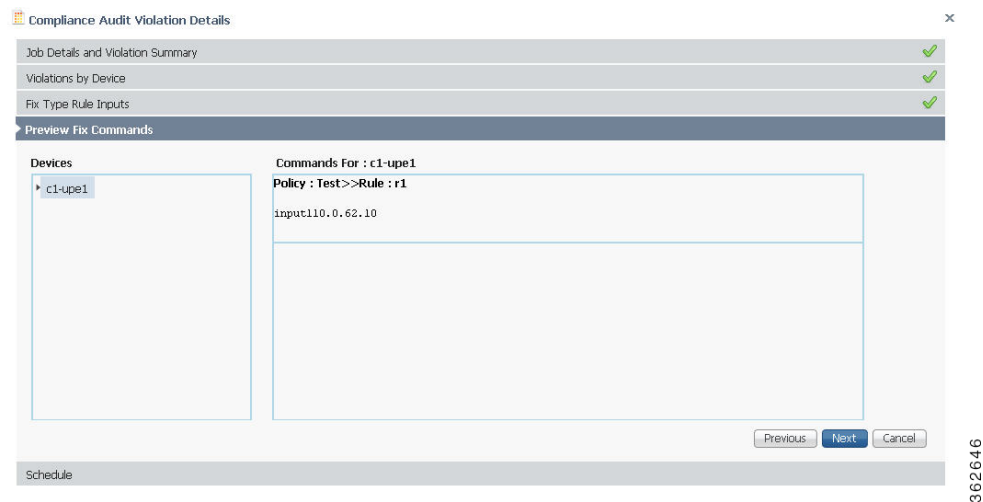 Compliance Audit Violation Details
Job Details and Violation Summary
Violations by Device
Fix Type Rule Inputs
Preview Fix Commands
Devices
c1-upe1
Commands For : c1-upe1
Policy : Test>>Rule : r1
input110.0.62.10
Previous
Next
Cancel
Schedule
362646